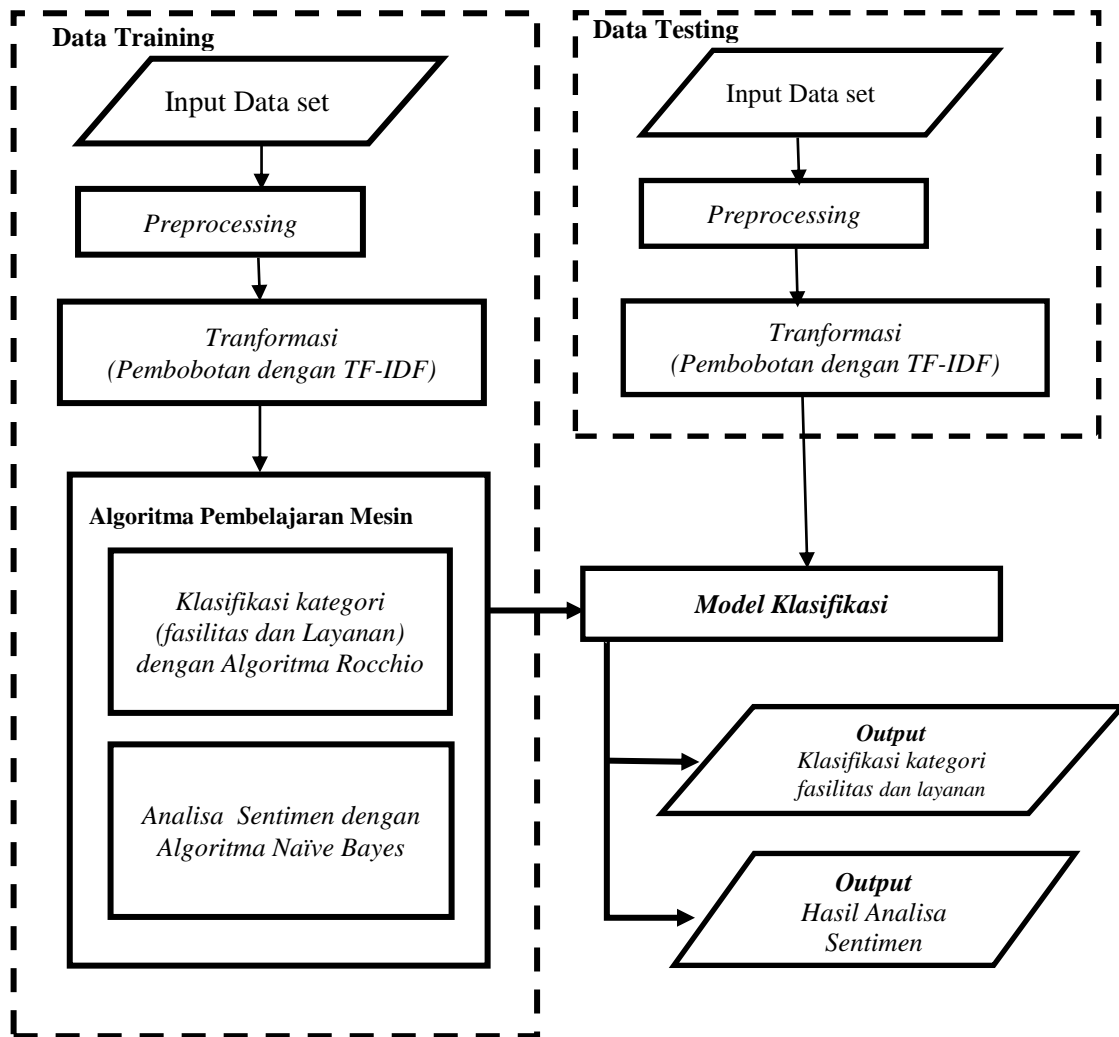 Data Training
Input Data set
Preprocessing
Tranformasi
(Pembobotan dengan TF-IDF)
Algoritma Pembelajaran Mesin
Klasifikasi kategori
(fasilitas dan Layanan)
dengan Algoritma Rocchio
Analisa Sentimen dengan
Algoritma Naïve Bayes
Data Testing
Input Data set
Preprocessing
Tranformasi
(Pembobotan dengan TF-IDF)
Model Klasifikasi
Output
Klasifikasi kategori
fasilitas dan layanan
Output
Hasil Analisa
Sentimen